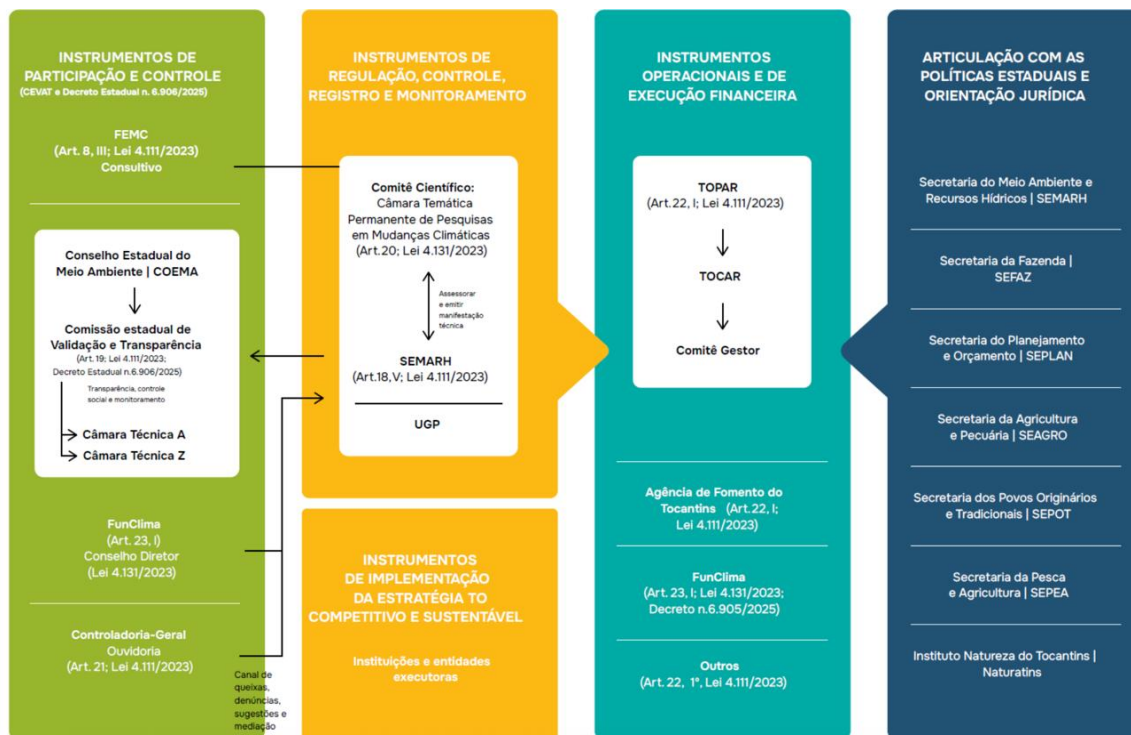 INSTRUMENTOS DE
PARTICIPAÇÃO E CONTROLE
(CEVAT e Decreto Estadual n. 6.906/2025)
FEMC
(Art. 8, III; Lei 4.111/2023)
Consultivo
Conselho Estadual do
Meio Ambiente | COEMA
Comissão estadual de
Validação e Transparência
(Art. 19; Lei 4.111/2023;
Decreto Estadual n.6.906/2025)
Transparência, controle
social e monitoramento
Câmara Técnica A
Câmara Técnica Z
FunClima
(Art. 23, I)
Conselho Diretor
(Lei 4.131/2023)
Controladoria-Geral
Ouvidoria
(Art. 21; Lei 4.111/2023)
Canal de
queixas,
denúncias,
sugestões e
mediação
INSTRUMENTOS DE
REGULAÇÃO, CONTROLE,
REGISTRO E MONITORAMENTO
Comitê Científico:
Câmara Temática
Permanente de Pesquisas
em Mudanças Climáticas
(Art.20; Lei 4.131/2023)
Assessorar
e emitir
manifestação
técnica
SEMARH
(Art.18,V; Lei 4.111/2023)
UGP
INSTRUMENTOS
DE IMPLEMENTAÇÃO
DA ESTRATÉGIA TO
COMPETITIVO E SUSTENTÁVEL
Instituições e entidades
executoras
INSTRUMENTOS
OPERACIONAIS E DE
EXECUÇÃO FINANCEIRA
TOPAR
(Art.22, I; Lei 4.111/2023)
TOCAR
Comitê Gestor
Agência de Fomento do
Tocantins (Art.22, I;
Lei 4.111/2023)
FunClima
(Art. 23, I; Lei 4.131/2023;
Decreto n.6.905/2025)
Outros
(Art.22, 1°, Lei 4.111/2023)
ARTICULAÇÃO COM AS
POLÍTICAS ESTADUAIS E
ORIENTAÇÃO JURÍDICA
Secretaria do Meio Ambiente e
Recursos Hídricos | SEMARH
Secretaria da Fazenda |
SEFAZ
Secretaria do Planejamento
e Orçamento | SEPLAN
Secretaria da Agricultura
e Pecuária | SEAGRO
Secretaria dos Povos Originários
e Tradicionais | SEPOT
Secretaria da Pesca
e Agricultura | SEPEA
Instituto Natureza do Tocantins |
Naturatins